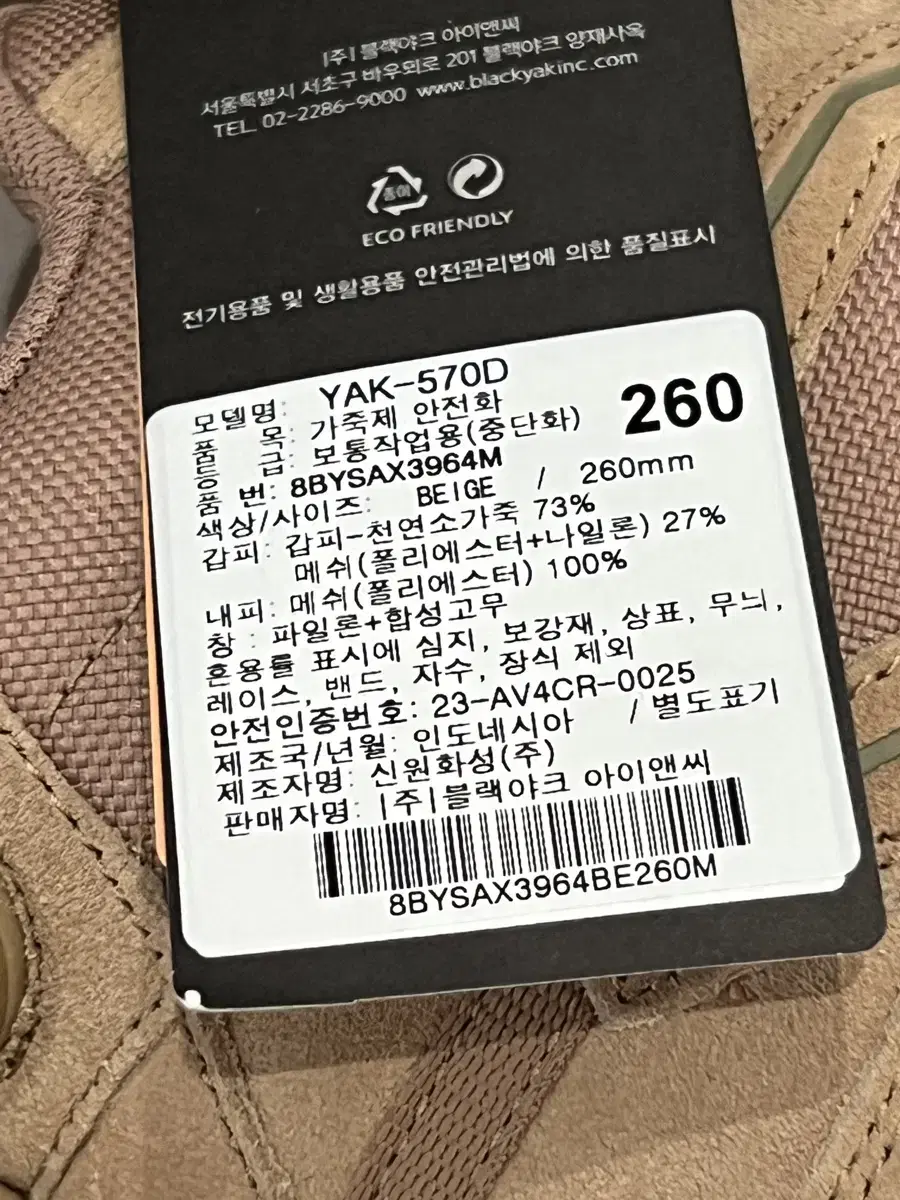 |주| 블랙야크 아이앤씨
서울특별시 서초구 바우뫼로 201 블랙야크 양재사옥
TEL. 02-2286-9000 www.blackyakinc.com
종이
ECO FRIENDLY
전기용품 및 생활용품 안전관리법에 의한 품질표시
모델명: YAK-570D
품 목: 가죽제 안전화
260
등 급: 보통작업용(중단화)
품 번: 8BYSAX3964M
색상/사이즈: BEIGE / 260mm
갑피: 갑피-천연소가죽 73%
메쉬(폴리에스터+나일론) 27%
내피: 메쉬(폴리에스터) 100%
창 : 파일론+합성고무
혼용률 표시에 심지, 보강재, 상표, 무늬,
레이스, 밴드, 자수, 장식 제외
안전인증번호: 23-AV4CR-0025
제조국/년월: 인도네시아 / 별도표기
제조자명: 신원화성(주)
판매자명: |주|블랙야크 아이앤씨
8BYSAX3964BE260M